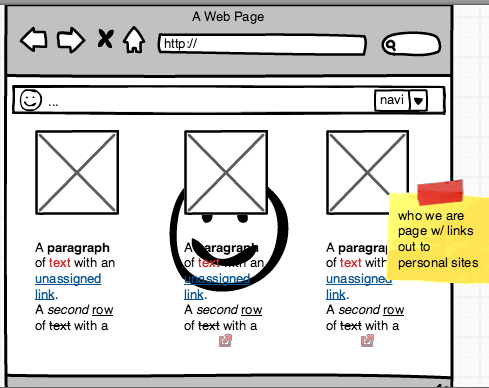 A Web Page
http://
... navi
who we are
page w/ links
out to
personal sites
A paragraph
of text with an
unassigned
link.
A second row
of text with a
A paragraph
of text with an
unassigned
link.
A second row
of text with a
A paragraph
of text with
unassigned
link.
A second row
of text with a